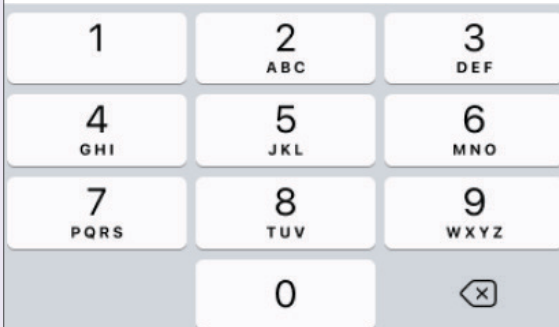 1 2 3
ABC DEF
4 5 6
GHI JKL MNO
7 8 9
PQRS TUV WXYZ
0